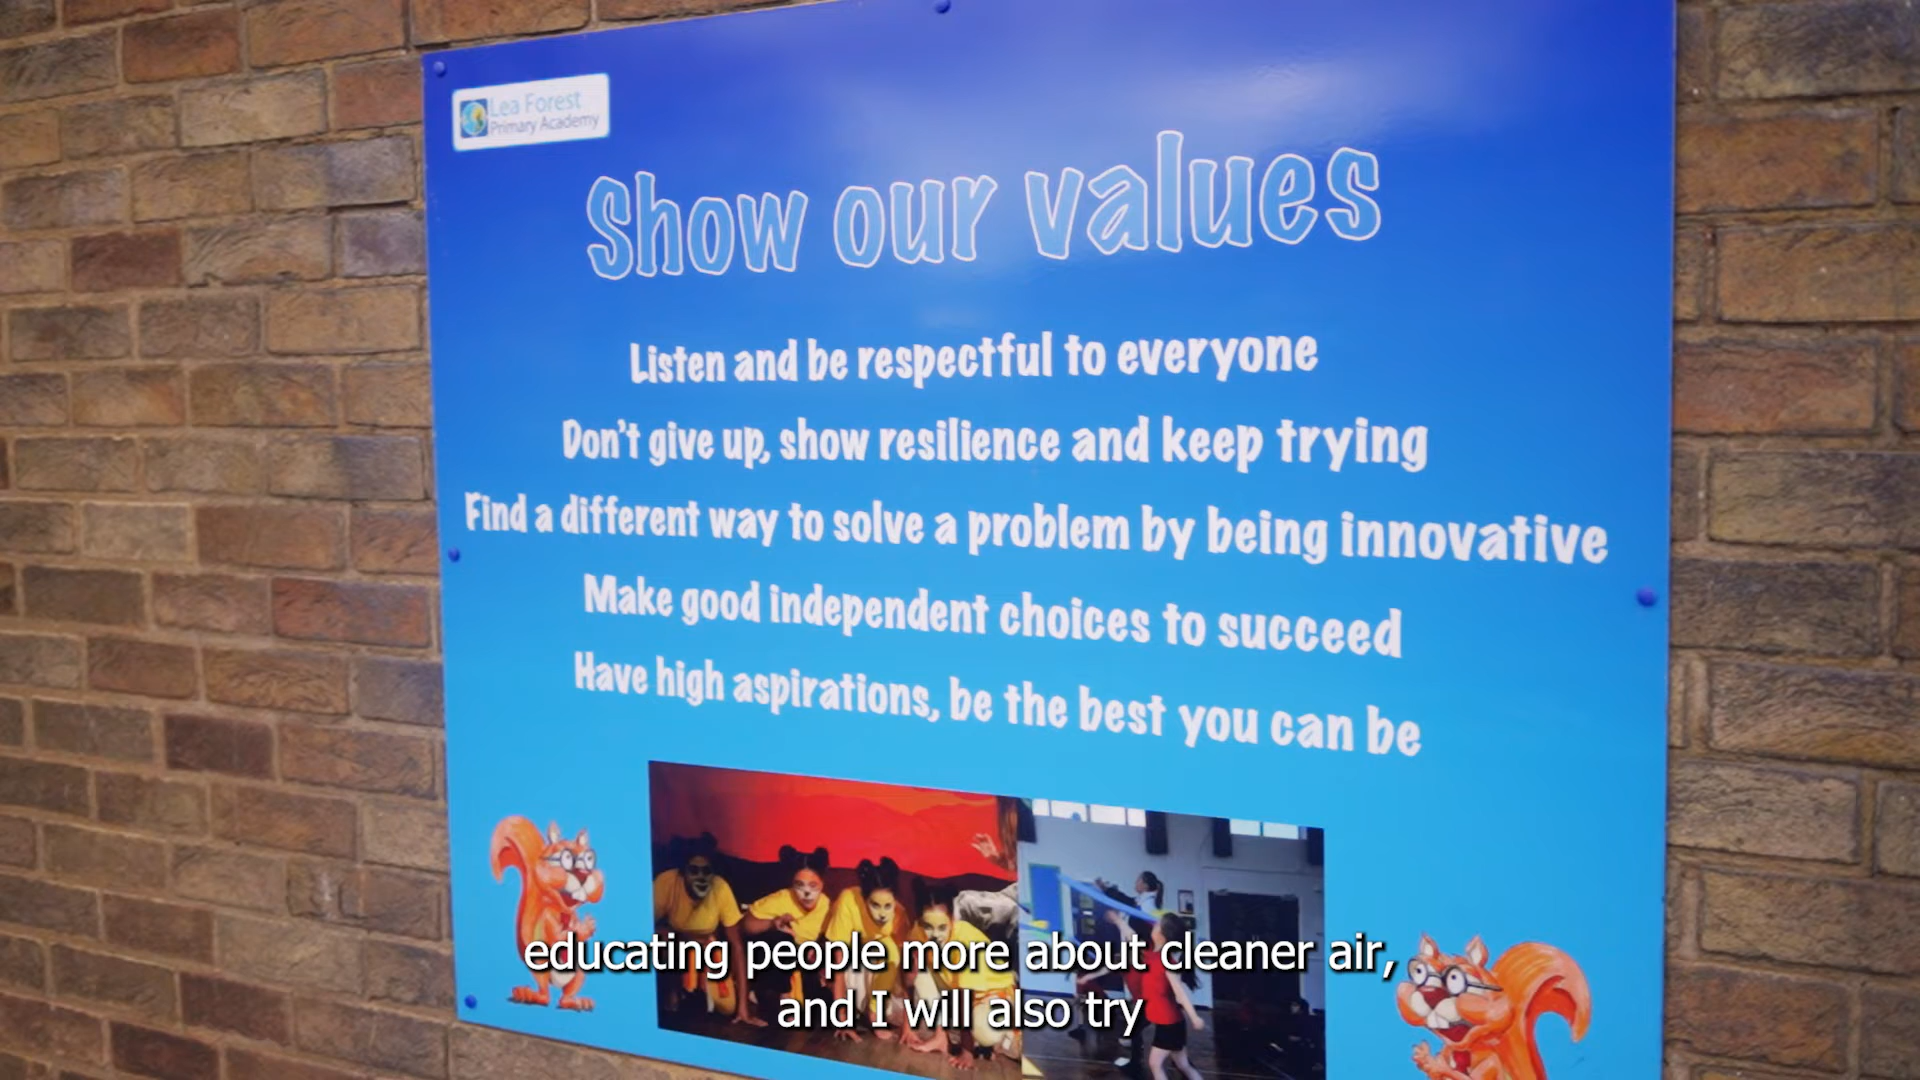 Lea Forest
Primary Academy
Show our values
Listen and be respectful to everyone
Don't give up, show resilience and keep trying
Find a different way to solve a problem by being innovative
Make good independent choices to succeed
Have high aspirations, be the best you can be
educating people more about cleaner air,
and I will also try